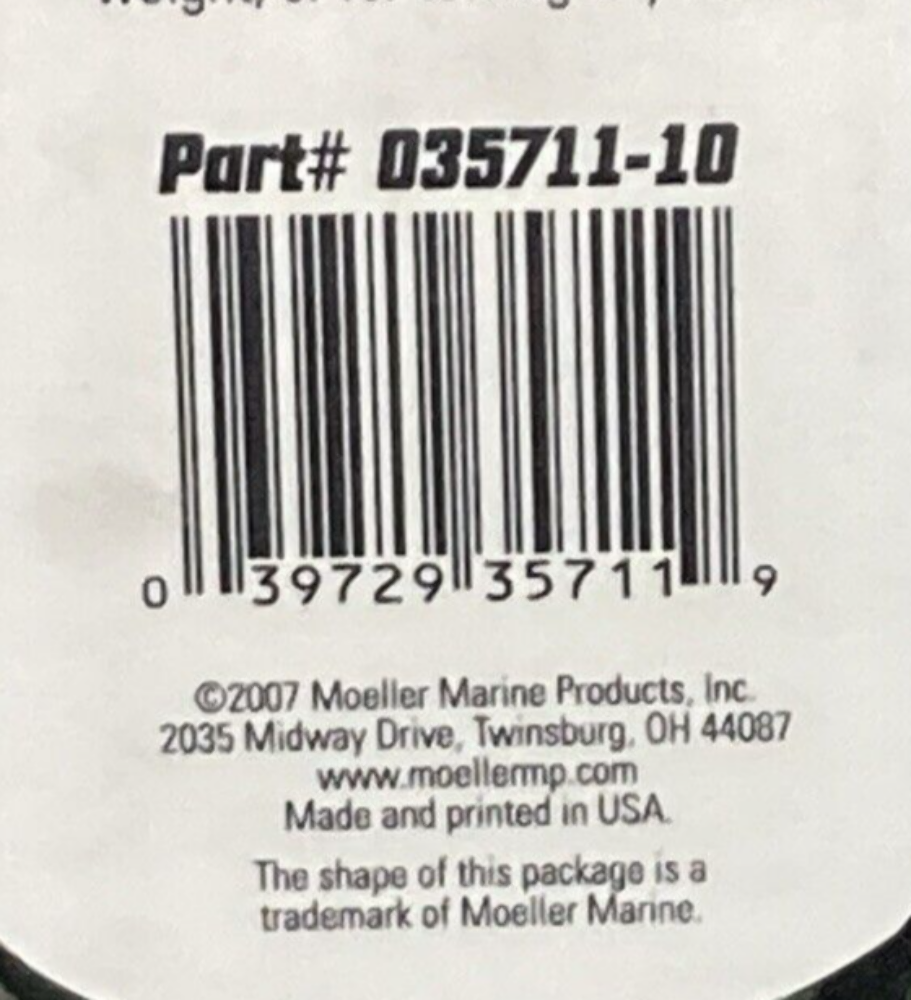 Part# 035711-10
0 39729 35711 9
©2007 Moeller Marine Products, Inc.
2035 Midway Drive, Twinsburg, OH 44087
www.moellermp.com
Made and printed in USA.
The shape of this package is a
trademark of Moeller Marine.